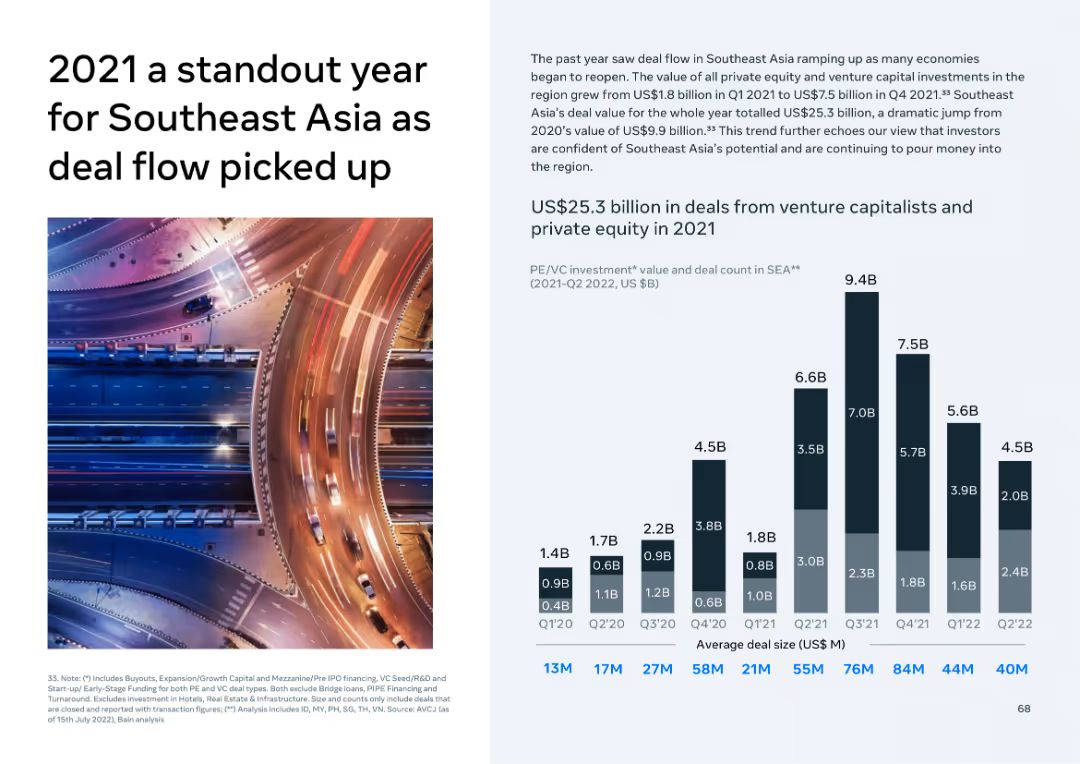 2021 a standout year
for Southeast Asia as
deal flow picked up
33. Note: (*) Includes Buyouts, Expansion/Growth Capital and Mezzanine/Pre IPO financing, VC Seed/R&D and
Start-up/ Early-Stage Funding for both PE and VC deal types. Both exclude Bridge loans, PIPE Financing and
Turnaround. Excludes investment in Hotels, Real Estate & Infrastructure. Size and counts only include deals that
are closed and reported with transaction figures; (**) Analysis includes ID, MY, PH, SG, TH, VN. Source: AVCJ (as
of 15th July 2022), Bain analysis
The past year saw deal flow in Southeast Asia ramping up as many economies
began to reopen. The value of all private equity and venture capital investments in the
region grew from US$1.8 billion in Q1 2021 to US$7.5 billion in Q4 2021.³³ Southeast
Asia's deal value for the whole year totalled US$25.3 billion, a dramatic jump from
2020's value of US$9.9 billion.³³ This trend further echoes our view that investors
are confident of Southeast Asia's potential and are continuing to pour money into
the region.
US$25.3 billion in deals from venture capitalists and
private equity in 2021
PE/VC investment* value and deal count in SEA**
(2021-Q2 2022, US $B)
1.4B 1.7B 2.2B 4.5B 1.8B 6.6B 9.4B 7.5B 5.6B 4.5B
0.9B 0.6B 0.9B 3.8B 0.8B 3.5B 7.0B 5.7B 3.9B 2.0B
0.4B 1.1B 1.2B 0.6B 1.0B 3.0B 2.3B 1.8B 1.6B 2.4B
Q1'20 Q2'20 Q3'20 Q4'20 Q1'21 Q2'21 Q3'21 Q4'21 Q1'22 Q2'22
Average deal size (US$ M)
13M 17M 27M 58M 21M 55M 76M 84M 44M 40M
68